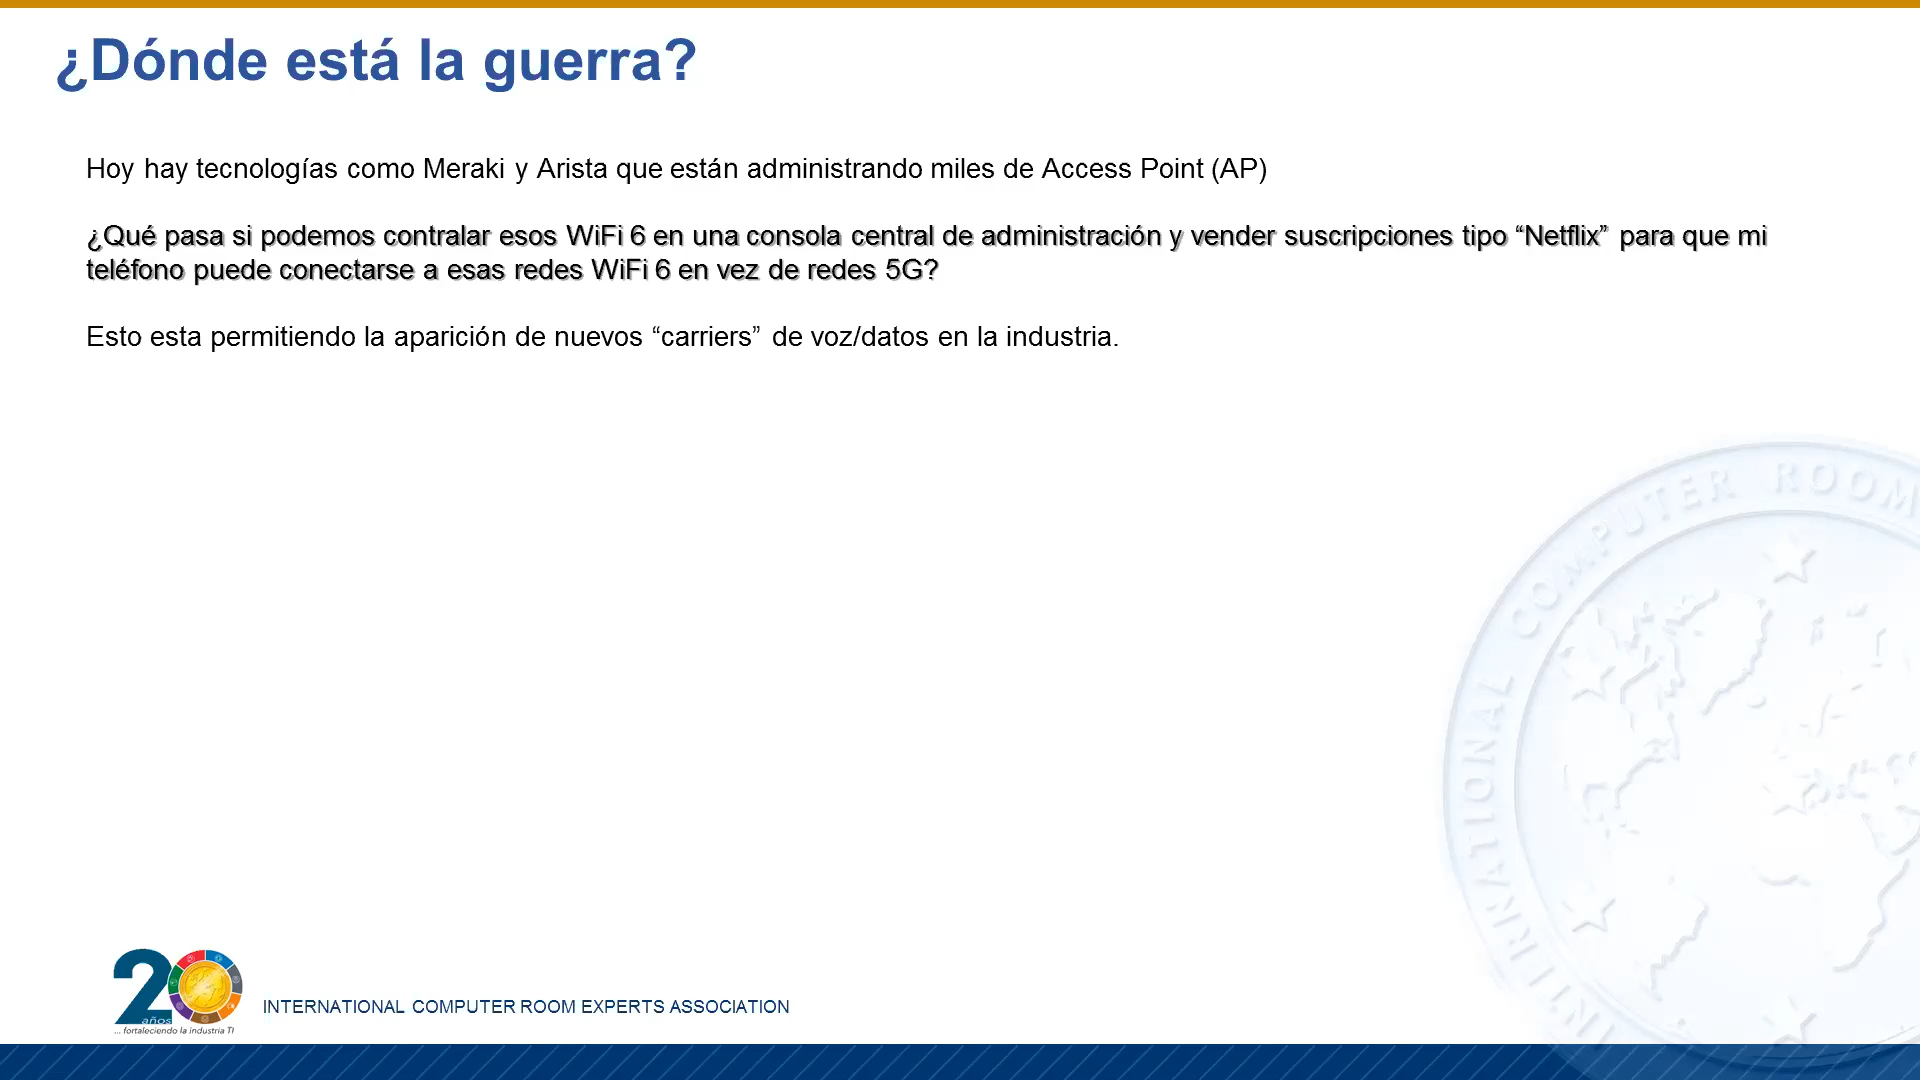 ¿Dónde está la guerra?
Hoy hay tecnologías como Meraki y Arista que están administrando miles de Access Point (AP)
¿Qué pasa si podemos contralar esos WiFi 6 en una consola central de administración y vender suscripciones tipo “Netflix” para que mi
teléfono puede conectarse a esas redes WiFi 6 en vez de redes 5G?
Esto esta permitiendo la aparición de nuevos “carriers” de voz/datos en la industria.
INTERNATIONAL COMPUTER ROOM
20
años
... fortaleciendo la industria TI
INTERNATIONAL COMPUTER ROOM EXPERTS ASSOCIATION